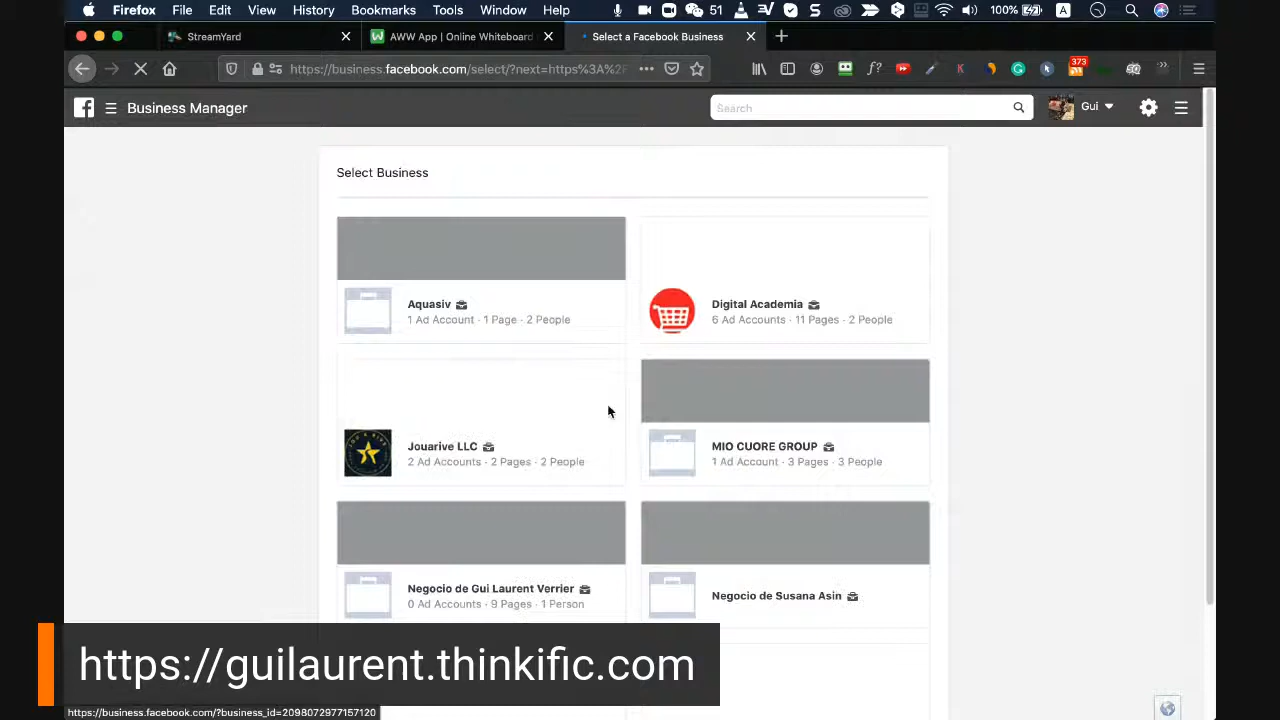 Firefox File Edit View History Bookmarks Tools Window Help 51 100% A
StreamYard
AWW App | Online Whiteboard
Select a Facebook Business
https://business.facebook.com/select/?next=https%3A%2F
373
Business Manager
Search
Gui
Select Business
Aquasiv
1 Ad Account · 1 Page · 2 People
Digital Academia
6 Ad Accounts · 11 Pages · 2 People
Jouarive LLC
2 Ad Accounts · 2 Pages · 2 People
MIO CUORE GROUP
1 Ad Account · 3 Pages · 3 People
Negocio de Gui Laurent Verrier
0 Ad Accounts · 9 Pages · 1 Person
Negocio de Susana Asin
https://guilaurent.thinkific.com
https://business.facebook.com/?business_id=2098072977157120